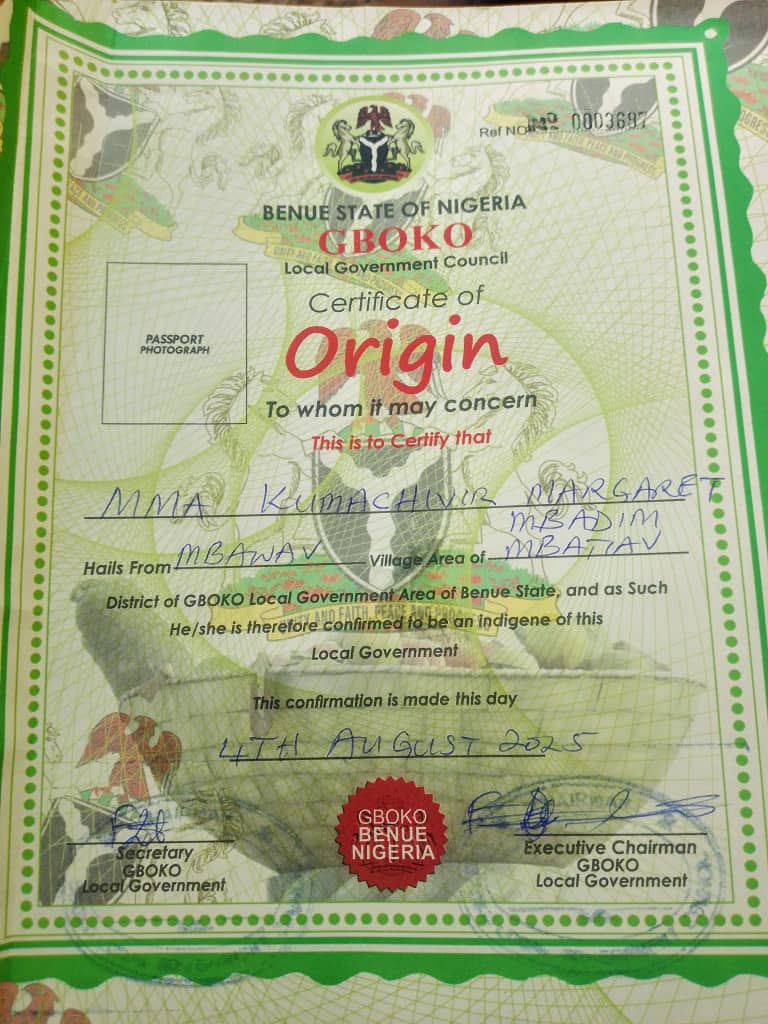 Ref NO: Nº 0003687
BENUE STATE OF NIGERIA
GBOKO
Local Government Council
Certificate of
Origin
PASSPORT
PHOTOGRAPH
To whom it may concern
This is to Certify that
MMA KUMACHIVIR MARGARET
MBADIM
Hails From MBAWAV Village Area of MBATIAV
District of GBOKO Local Government Area of Benue State, and as Such
He/she is therefore confirmed to be an indigene of this
Local Government
This confirmation is made this day
4TH AUGUST 2025
GBOKO
BENUE
NIGERIA
Secretary
GBOKO
Local Government
Executive Chairman
GBOKO
Local Government